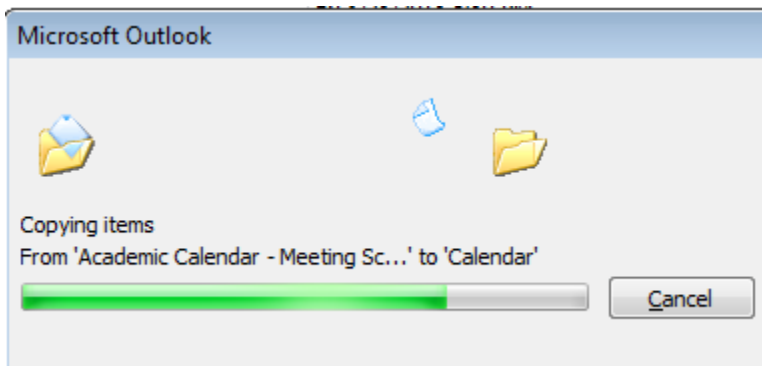 Microsoft Outlook
Copying items
From 'Academic Calendar - Meeting Sc...' to 'Calendar'
Cancel